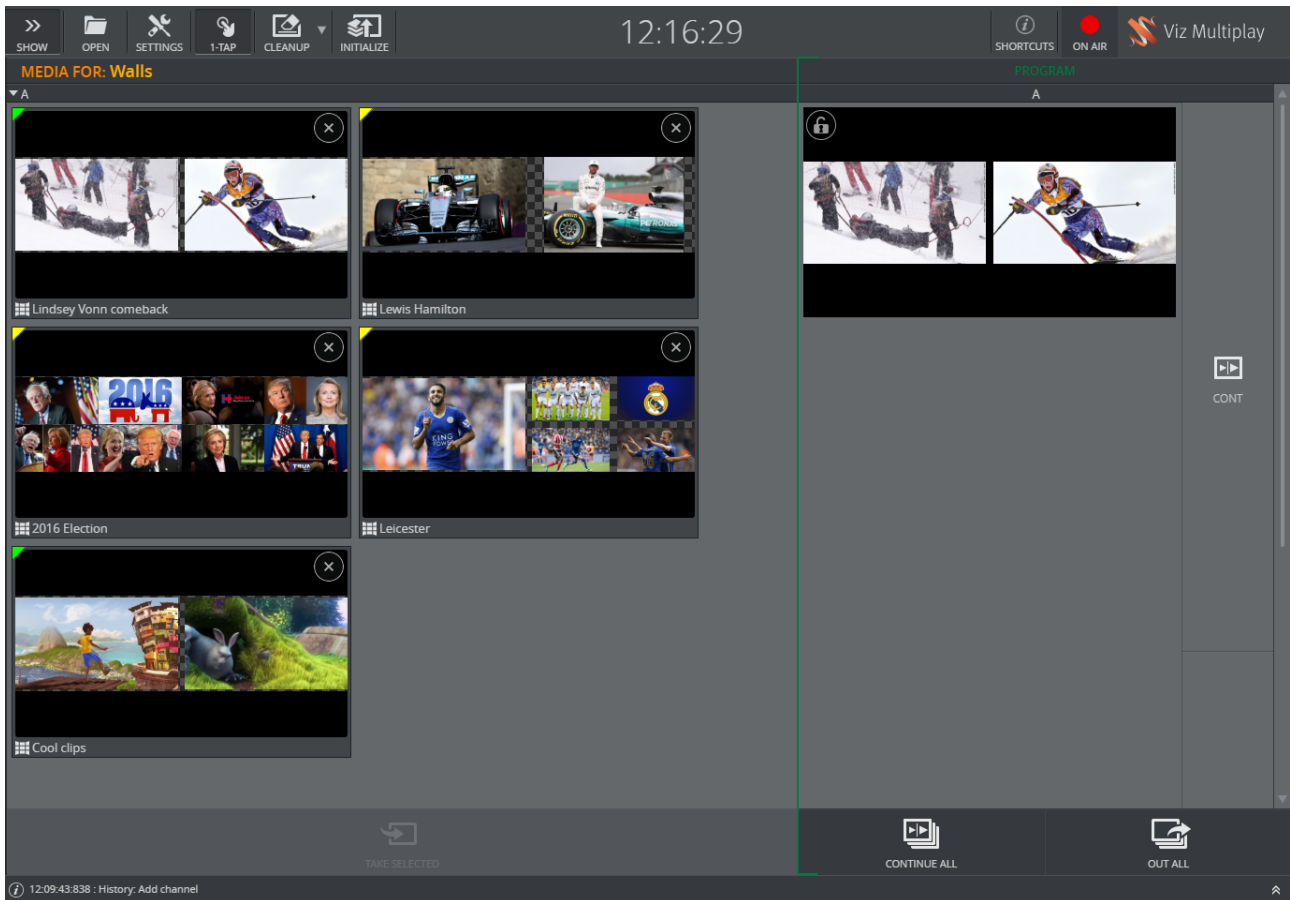 SHOW
OPEN
SETTINGS
1-TAP
CLEANUP
INITIALIZE
12:16:29
SHORTCUTS
ON AIR
Viz Multiplay
MEDIA FOR: Walls
PROGRAM
A
A
Lindsey Vonn comeback
Lewis Hamilton
2016
KING
POWER
2016 Election
Leicester
CONT
Cool clips
TAKE SELECTED
CONTINUE ALL
OUT ALL
12:09:43:838 : History: Add channel